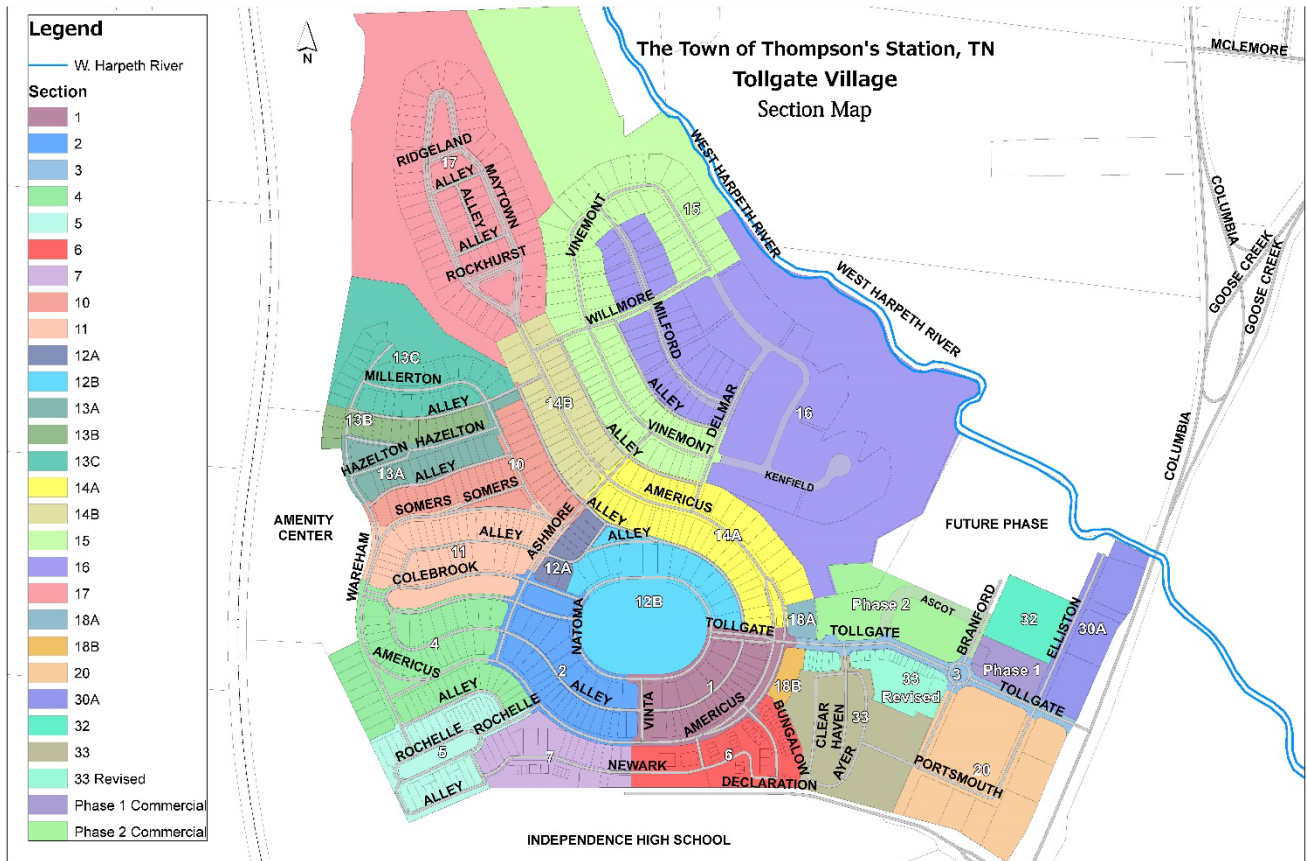 Legend
W. Harpeth River
Section
1
2
3
4
5
6
7
10
11
12A
12B
13A
13B
13C
14A
14B
15
16
17
18A
18B
20
30A
32
33
33 Revised
Phase 1 Commercial
Phase 2 Commercial
N
The Town of Thompson's Station, TN
Tollgate Village
Section Map
MCLEMORE
COLUMBIA
GOOSE CREEK
GOOSE CREEK
COLUMBIA
WEST HARPETH RIVER
WEST HARPETH RIVER
WEST HARPETH RIVER
RIDGELAND
17
ALLEY
MAYTOWN
ALLEY
ALLEY
ROCKHURST
VINEMONT
15
WILLMORE
MILFORD
ALLEY
DELMAR
VINEMONT
ALLEY
16
KENFIELD
13C
MILLERTON
ALLEY
13B
HAZELTON
HAZELTON
13A
ALLEY
14B
10
SOMERS
SOMERS
AMENITY
CENTER
WAREHAM
ALLEY
11
COLEBROOK
ASHMORE
ALLEY
ALLEY
12A
AMERICUS
14A
12B
NATOMA
TOLLGATE
FUTURE PHASE
18A
Phase 2
ASCOT
TOLLGATE
BRANFORD
32
ELLISTON
30A
Phase 1
3
TOLLGATE
4
AMERICUS
ALLEY
2
ALLEY
VINTA
1
AMERICUS
18B
BUNGALOW
CLEAR
HAVEN
33
AYER
33
Revised
ROCHELLE
ROCHELLE
5
ALLEY
7
NEWARK
6
DECLARATION
PORTSMOUTH
20
INDEPENDENCE HIGH SCHOOL